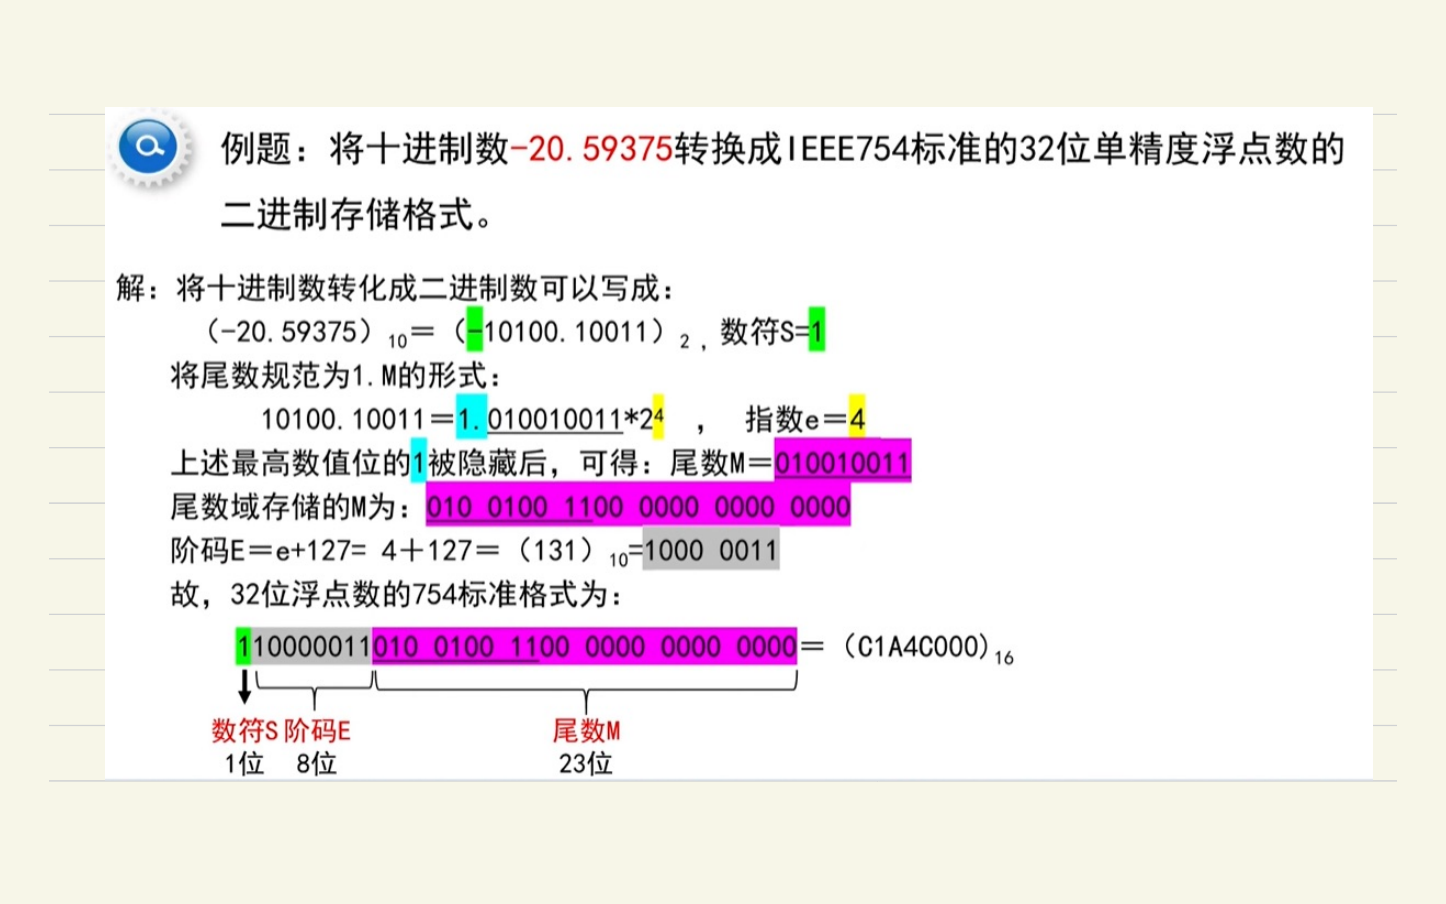 例题：将十进制数-20.59375转换成IEEE754标准的32位单精度浮点数的
二进制存储格式。
解：将十进制数转化成二进制数可以写成：
（-20.59375）10＝（-10100.10011）2，数符S=1
将尾数规范为1.M的形式：
10100.10011＝1.010010011*2⁴ ， 指数e＝4
上述最高数值位的1被隐藏后，可得：尾数M＝010010011
尾数域存储的M为：010 0100 1100 0000 0000 0000
阶码E＝e+127= 4＋127＝（131）10=1000 0011
故，32位浮点数的754标准格式为：
110000011010 0100 1100 0000 0000 0000＝（C1A4C000)16
数符S 阶码E 尾数M
1位 8位 23位